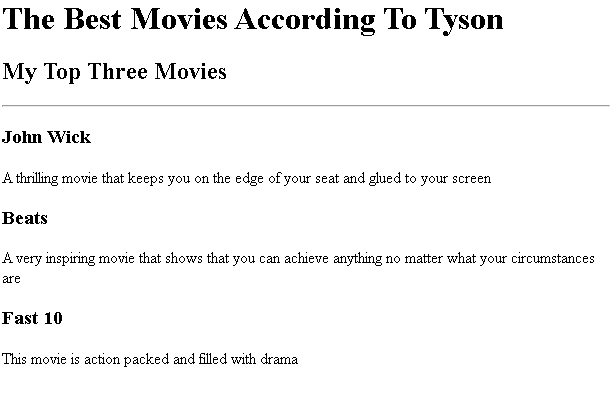 The Best Movies According To Tyson
My Top Three Movies
John Wick
A thrilling movie that keeps you on the edge of your seat and glued to your screen
Beats
A very inspiring movie that shows that you can achieve anything no matter what your circumstances
are
Fast 10
This movie is action packed and filled with drama